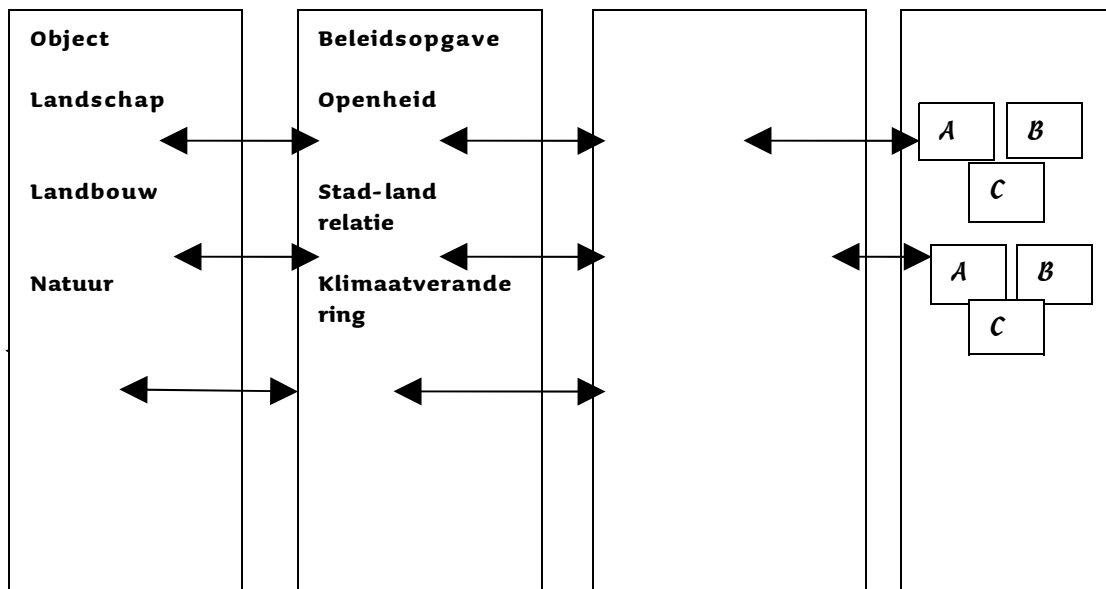 Object
Landschap
Landbouw
Natuur
Beleidsopgave
Openheid
Stad-land
relatie
Klimaatverande
ring
A B
C
A B
C